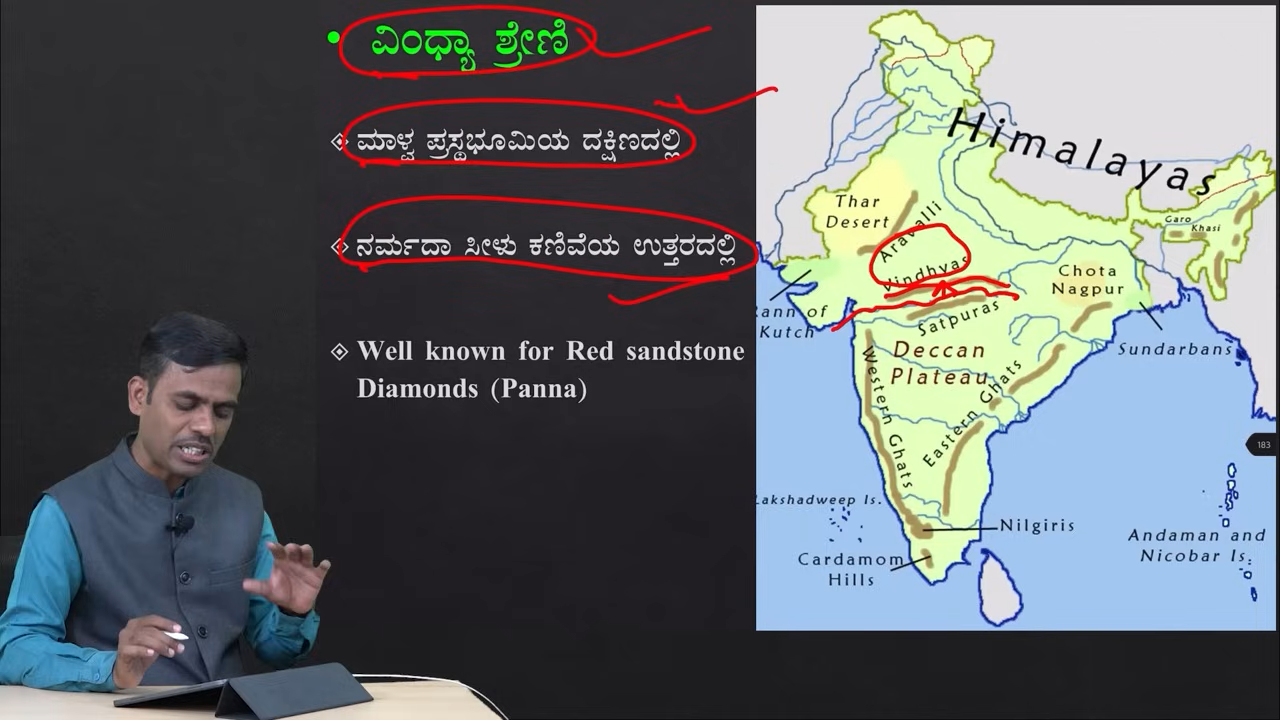 • ವಿಂಧ್ಯಾ ಶ್ರೇಣಿ
ಮಾಳ್ವ ಪ್ರಸ್ಥಭೂಮಿಯ ದಕ್ಷಿಣದಲ್ಲಿ
ನರ್ಮದಾ ಸೀಳು ಕಣಿವೆಯ ಉತ್ತರದಲ್ಲಿ
Well known for Red sandstone
Diamonds (Panna)
Himalayas
Thar
Desert
Aravalli
Garo
Khasi
Vindhyas
Chota
Nagpur
Rann of
Kutch
Satpuras
Sundarbans
Deccan
Plateau
Western Ghats
Eastern Ghats
183
Lakshadweep Is.
Nilgiris
Andaman and
Nicobar Is.
Cardamom
Hills